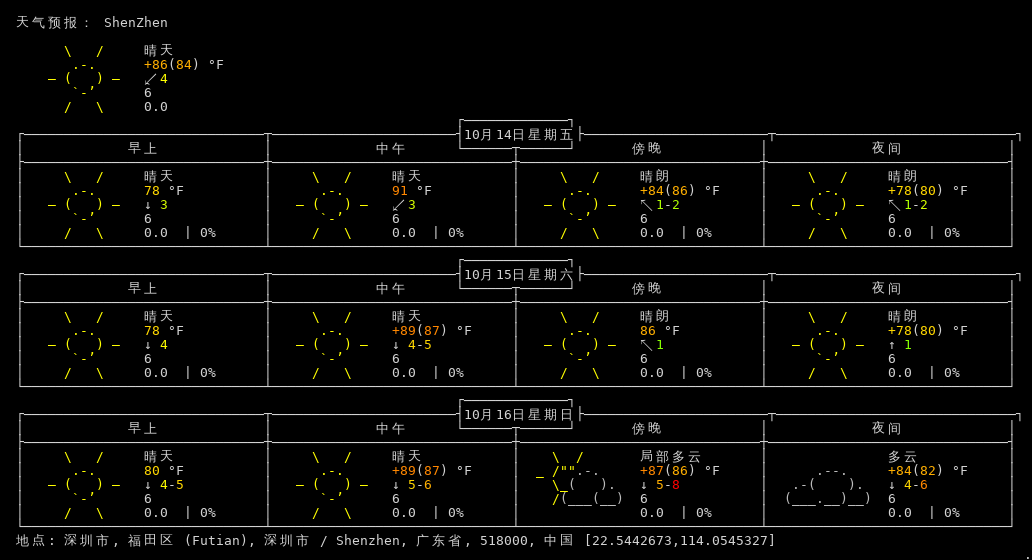 天气预报: ShenZhen
晴天
+86(84) °F
↙ 4
6
0.0
10月14日星期五
早上 中午 傍晚 夜间
晴天 晴天 晴朗 晴朗
78 °F 91 °F +84(86) °F +78(80) °F
↓ 3 ↙ 3 ↖ 1-2 ↖ 1-2
6 6 6 6
0.0 | 0% 0.0 | 0% 0.0 | 0% 0.0 | 0%
10月15日星期六
早上 中午 傍晚 夜间
晴天 晴天 晴朗 晴朗
78 °F +89(87) °F 86 °F +78(80) °F
↓ 4 ↓ 4-5 ↖ 1 ↑ 1
6 6 6 6
0.0 | 0% 0.0 | 0% 0.0 | 0% 0.0 | 0%
10月16日星期日
早上 中午 傍晚 夜间
晴天 晴天 局部多云 多云
80 °F +89(87) °F +87(86) °F +84(82) °F
↓ 4-5 ↓ 5-6 ↓ 5-8 ↓ 4-6
6 6 6 6
0.0 | 0% 0.0 | 0% 0.0 | 0% 0.0 | 0%
地点: 深圳市, 福田区 (Futian), 深圳市 / Shenzhen, 广东省, 518000, 中国 [22.5442673,114.0545327]